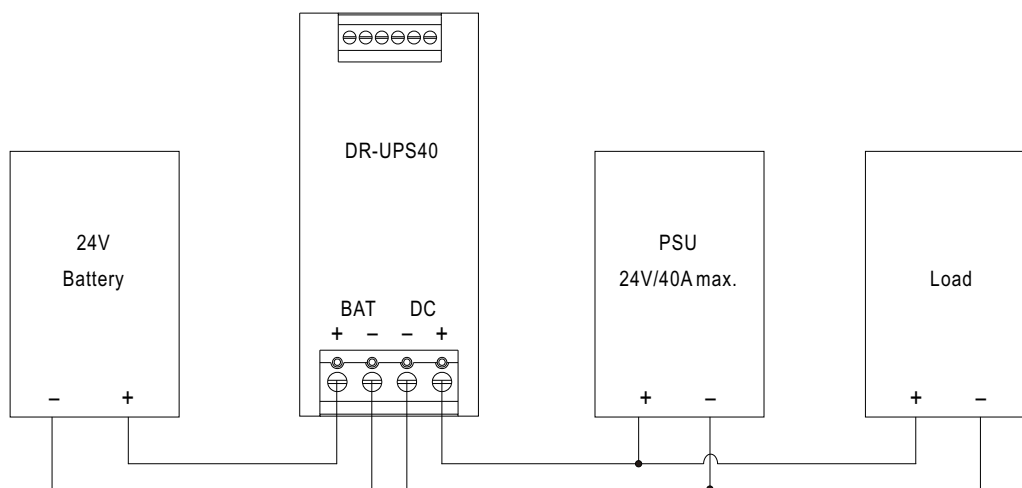 DR-UPS40
24V
Battery
PSU
24V/40A max.
Load
BAT DC
+ – – +
– +
+ –
+ –